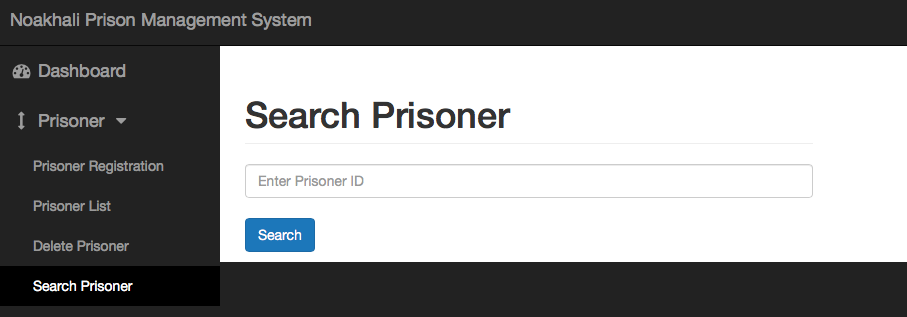 Noakhali Prison Management System
Dashboard
Prisoner
Prisoner Registration
Prisoner List
Delete Prisoner
Search Prisoner
Search Prisoner
Enter Prisoner ID
Search